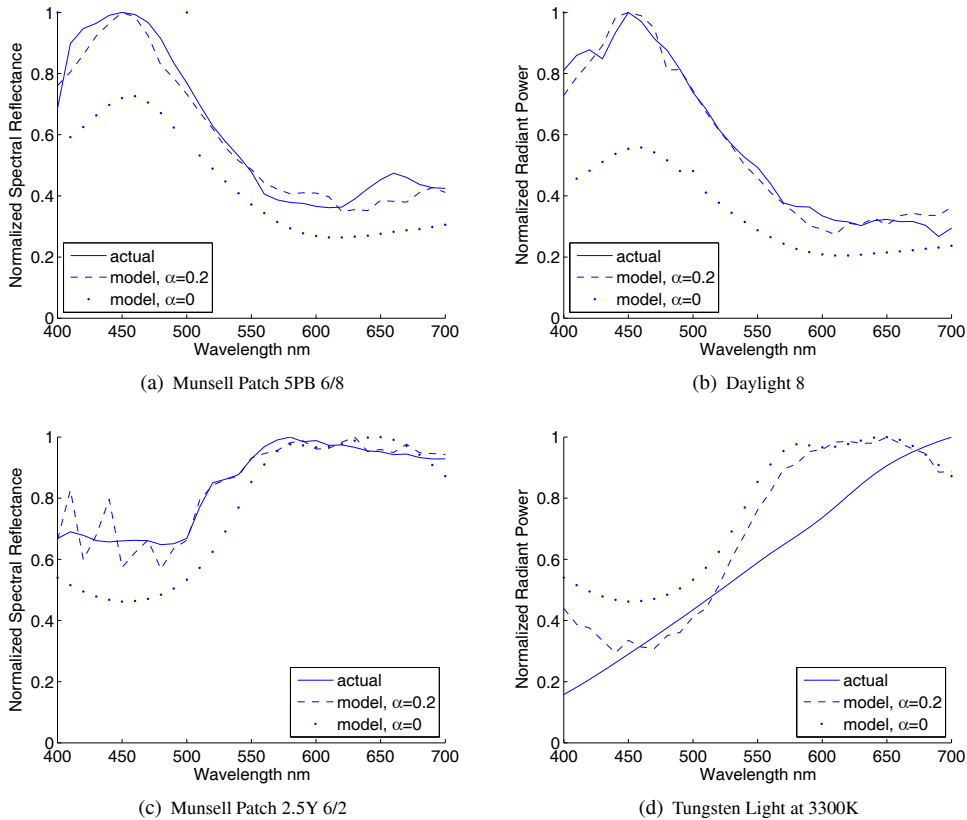 Normalized Spectral Reflectance
1
0.8
0.6
0.4
0.2
0
400 450 500 550 600 650 700
Wavelength nm
actual
model, α=0.2
model, α=0
(a) Munsell Patch 5PB 6/8
Normalized Radiant Power
1
0.8
0.6
0.4
0.2
0
400 450 500 550 600 650 700
Wavelength nm
actual
model, α=0.2
model, α=0
(b) Daylight 8
Normalized Spectral Reflectance
1
0.8
0.6
0.4
0.2
0
400 450 500 550 600 650 700
Wavelength nm
actual
model, α=0.2
model, α=0
(c) Munsell Patch 2.5Y 6/2
Normalized Radiant Power
1
0.8
0.6
0.4
0.2
0
400 450 500 550 600 650 700
Wavelength nm
actual
model, α=0.2
model, α=0
(d) Tungsten Light at 3300K